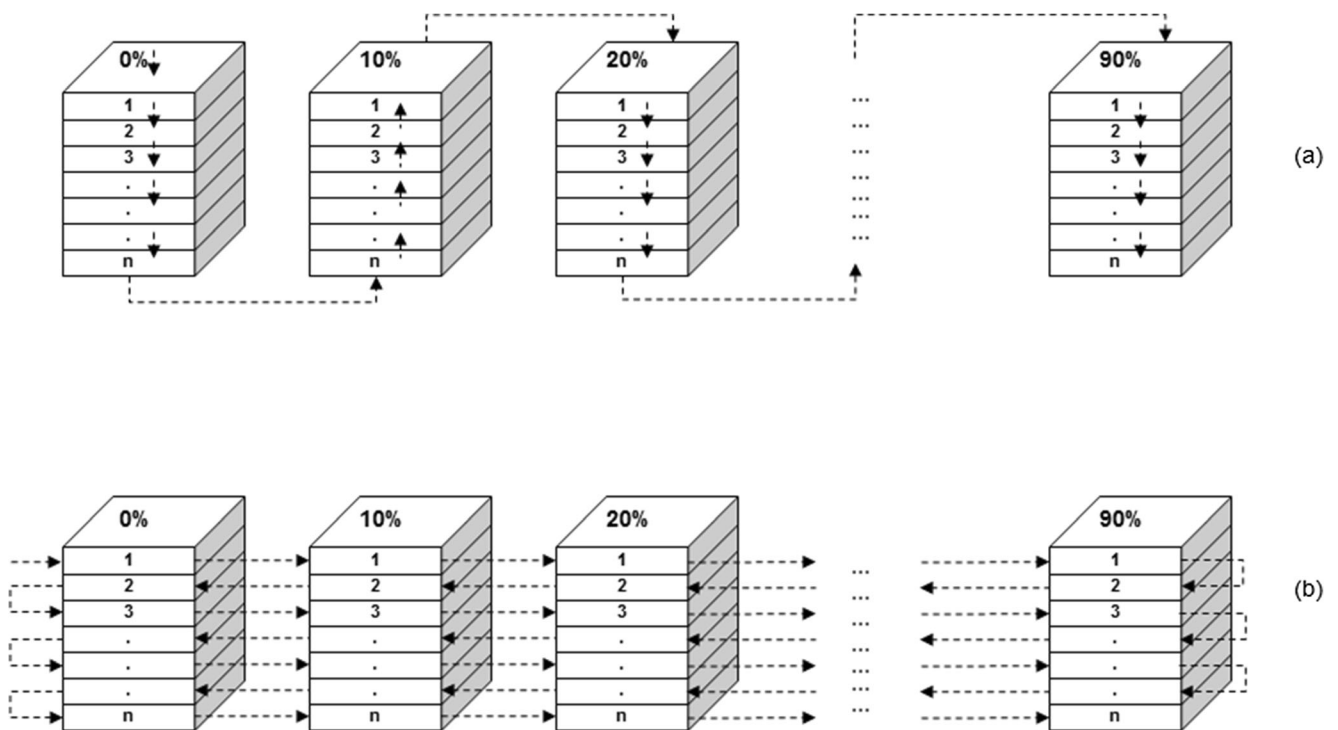 0% 10% 20% 90%
1 1 1 ... 1
2 2 2 ... 2
3 3 3 ... 3
. . . ... .
. . . ... .
. . . ... .
n n n n
(a)
0% 10% 20% 90%
1 1 1 ... 1
2 2 2 ... 2
3 3 3 ... 3
. . . ... .
. . . ... .
. . . ... .
n n n ... n
(b)